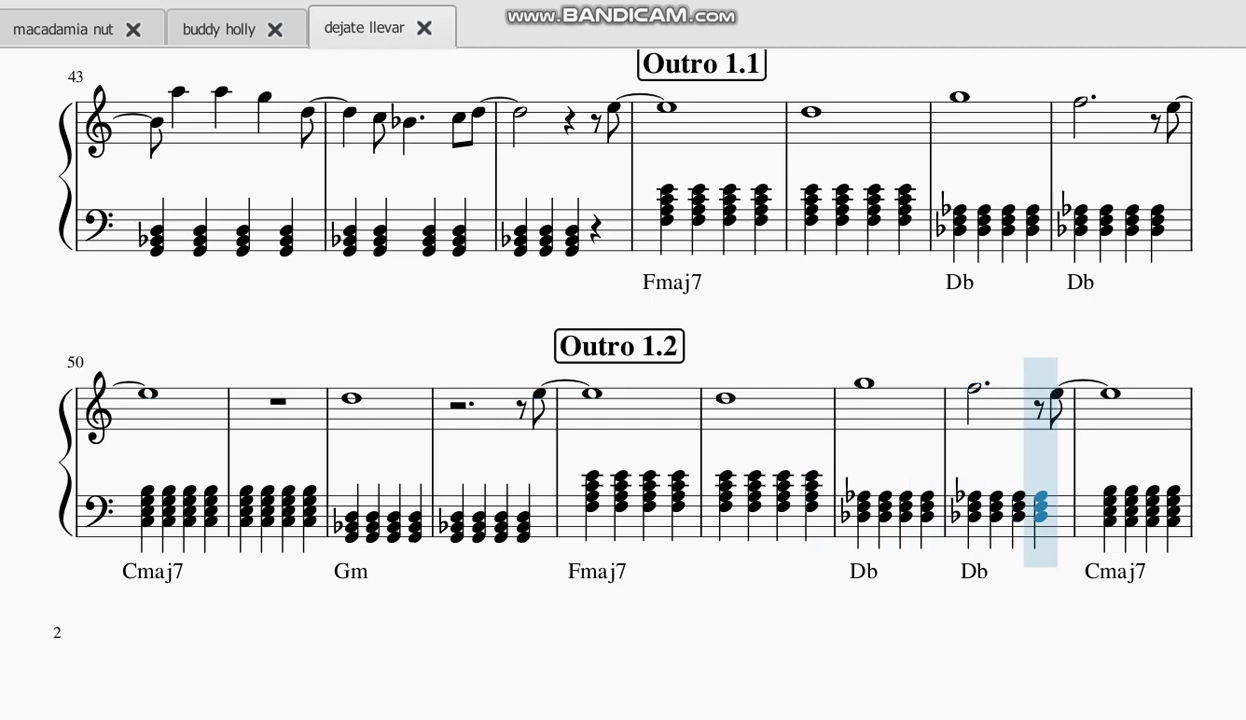 www.BANDICAM.com
macadamia nut
buddy holly
dejate llevar
43
Outro 1.1
Fmaj7 Db Db
50
Outro 1.2
Cmaj7 Gm Fmaj7 Db Db Cmaj7
2